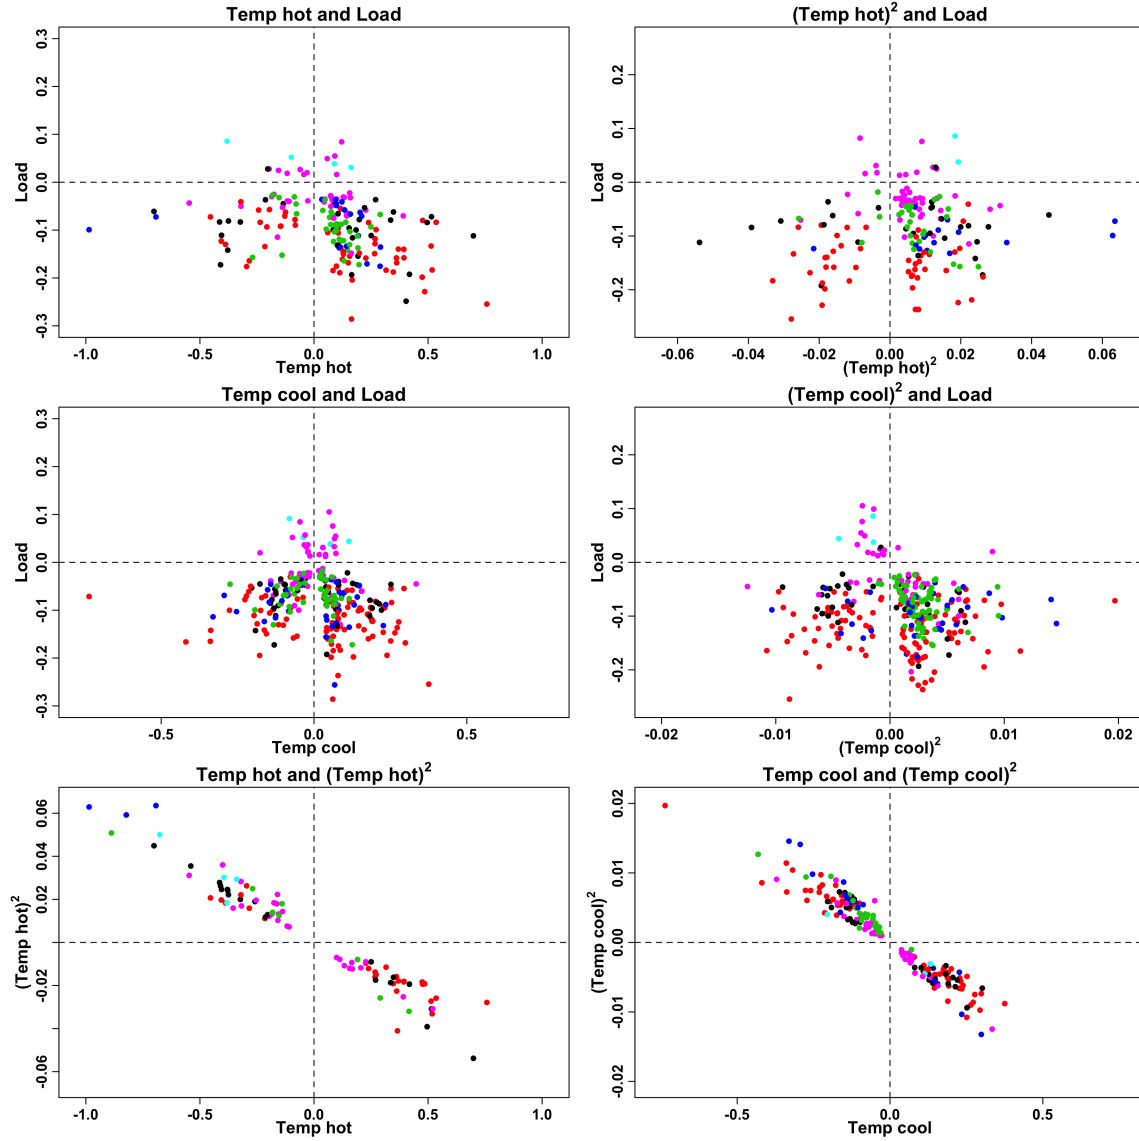 Temp hot and Load
0.3
0.2
0.1
0.0
-0.1
-0.2
-0.3
Load
-1.0 -0.5 0.0 0.5 1.0
Temp hot
(Temp hot)²and Load
0.2
0.1
0.0
-0.1
-0.2
Load
-0.06 -0.04 -0.02 0.00 0.02 0.04 0.06
(Temp hot)²
Temp cool and Load
0.3
0.2
0.1
0.0
-0.1
-0.2
-0.3
Load
-0.5 0.0 0.5
Temp cool
(Temp cool)² and Load
0.2
0.1
0.0
-0.1
-0.2
Load
-0.02 -0.01 0.00 0.01 0.02
(Temp cool)²
Temp hot and (Temp hot)²
0.06
0.04
0.02
-0.02
-0.06
(Temp hot)²
-1.0 -0.5 0.0 0.5 1.0
Temp hot
Temp cool and (Temp cool)²
0.02
0.01
0.00
-0.01
-0.02
(Temp cool)²
-0.5 0.0 0.5
Temp cool